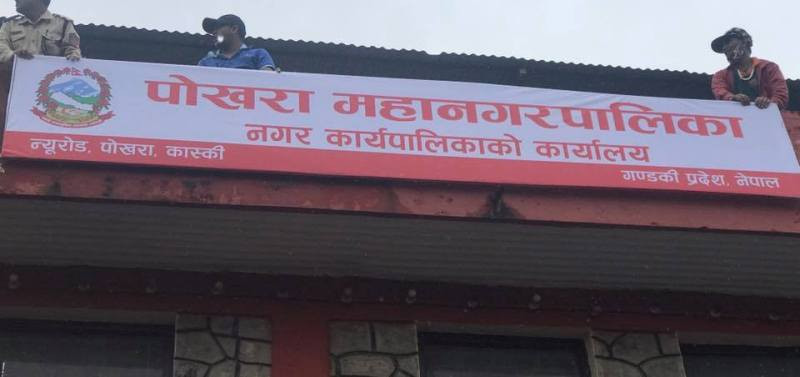 पोखरा महानगरपालिका
नगर कार्यपालिकाको कार्यालय
न्यूरोड, पोखरा, कास्की
गण्डकी प्रदेश, नेपाल